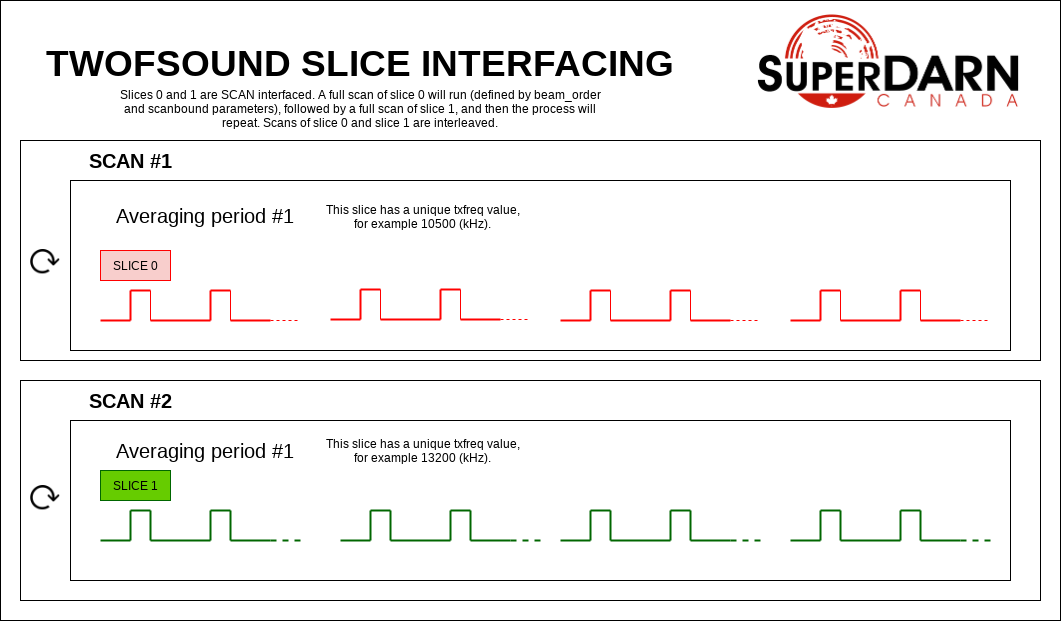 TWOFSOUND SLICE INTERFACING
Slices 0 and 1 are SCAN interfaced. A full scan of slice 0 will run (defined by beam_order
and scanbound parameters), followed by a full scan of slice 1, and then the process will
repeat. Scans of slice 0 and slice 1 are interleaved.
SUPERDARN
CANADA
SCAN #1
Averaging period #1
This slice has a unique txfreq value,
for example 10500 (kHz).
SLICE 0
SCAN #2
Averaging period #1
This slice has a unique txfreq value,
for example 13200 (kHz).
SLICE 1